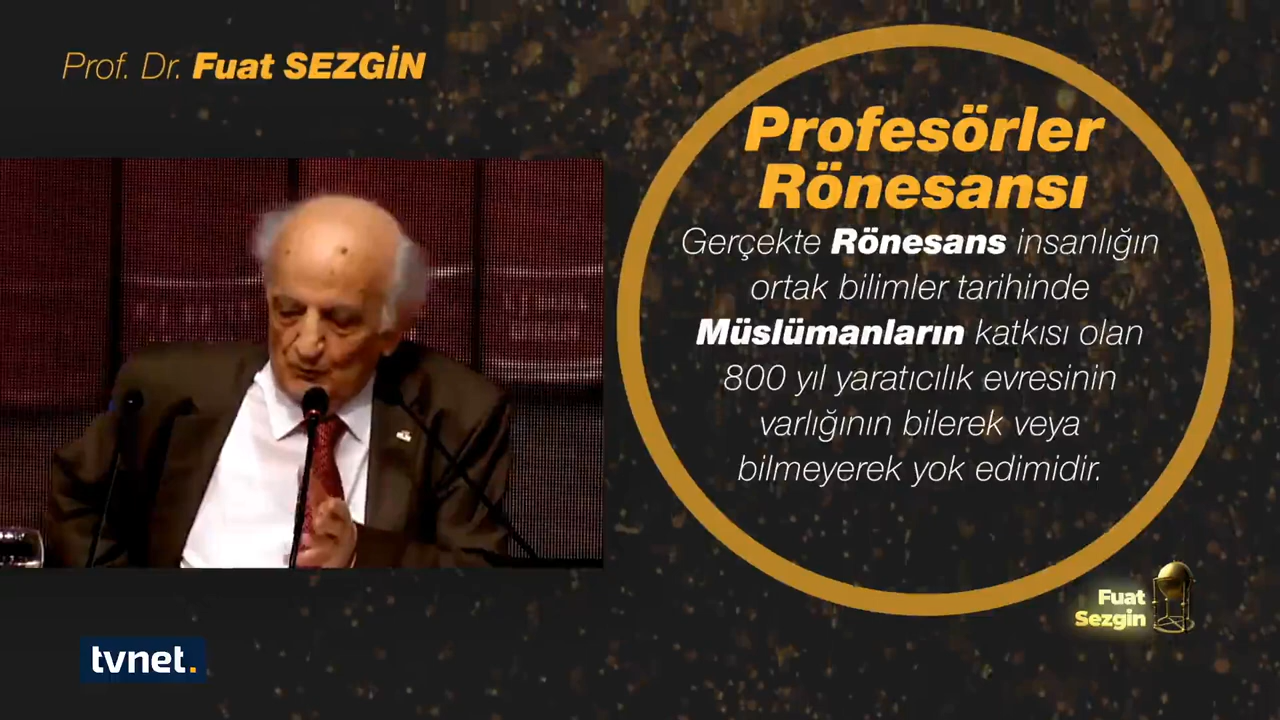 Prof. Dr. Fuat SEZGİN
Profesörler
Rönesansı
Gerçekte Rönesans insanlığın
ortak bilimler tarihinde
Müslümanların katkısı olan
800 yıl yaratıcılık evresinin
varlığının bilerek veya
bilmeyerek yok edimidir.
Fuat
Sezgin
tvnet.